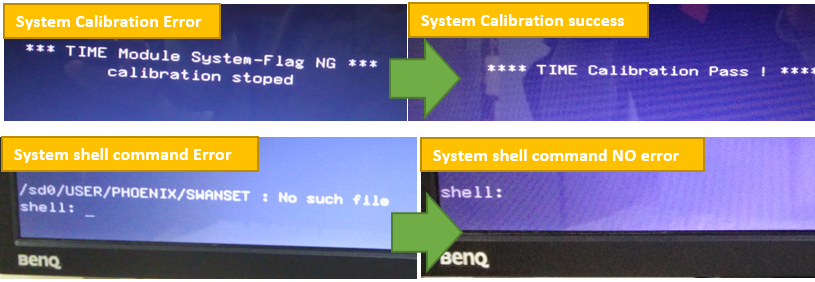 System Calibration Error
*** TIME Module System-Flag NG ***
calibration stoped
System Calibration success
**** TIME Calibration Pass ! ****
System shell command Error
/sd0/USER/PHOENIX/SWANSET : No such file
shell: _
BenQ
System shell command NO error
shell:
BenQ